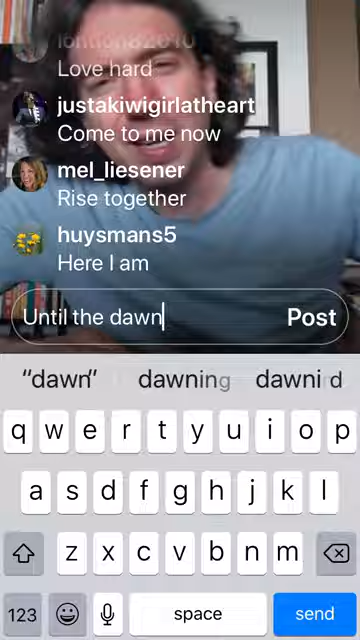 london82010
Love hard
justakiwigirlatheart
Come to me now
mel_liesener
Rise together
huysmans5
Here I am
Until the dawn Post
“dawn” dawning
q w e r t y u i o p
a s d f g h j k l
z x c v b n m
123 space send